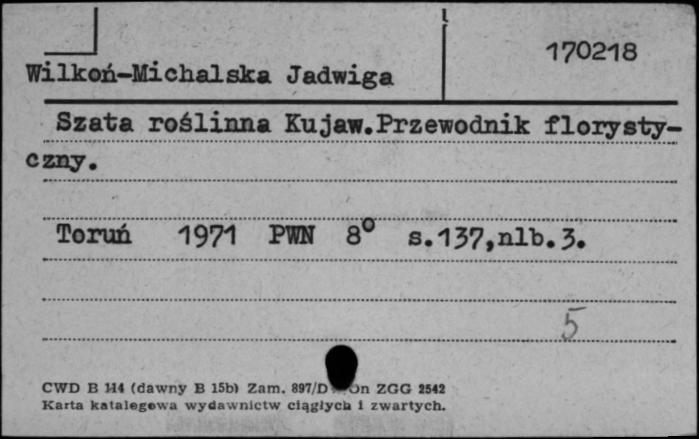 170218
Wilkoń-Michalska Jadwiga
Szata roślinna Kujaw.Przewodnik florysty-
czny.
Toruń 1971 PWN 8° s.137,nlb.3.
5
CWD B 144 (dawny B 15b) Zam. 897/D ZGG 2542
Karta katalogowa wydawnictw ciągłych i zwartych.